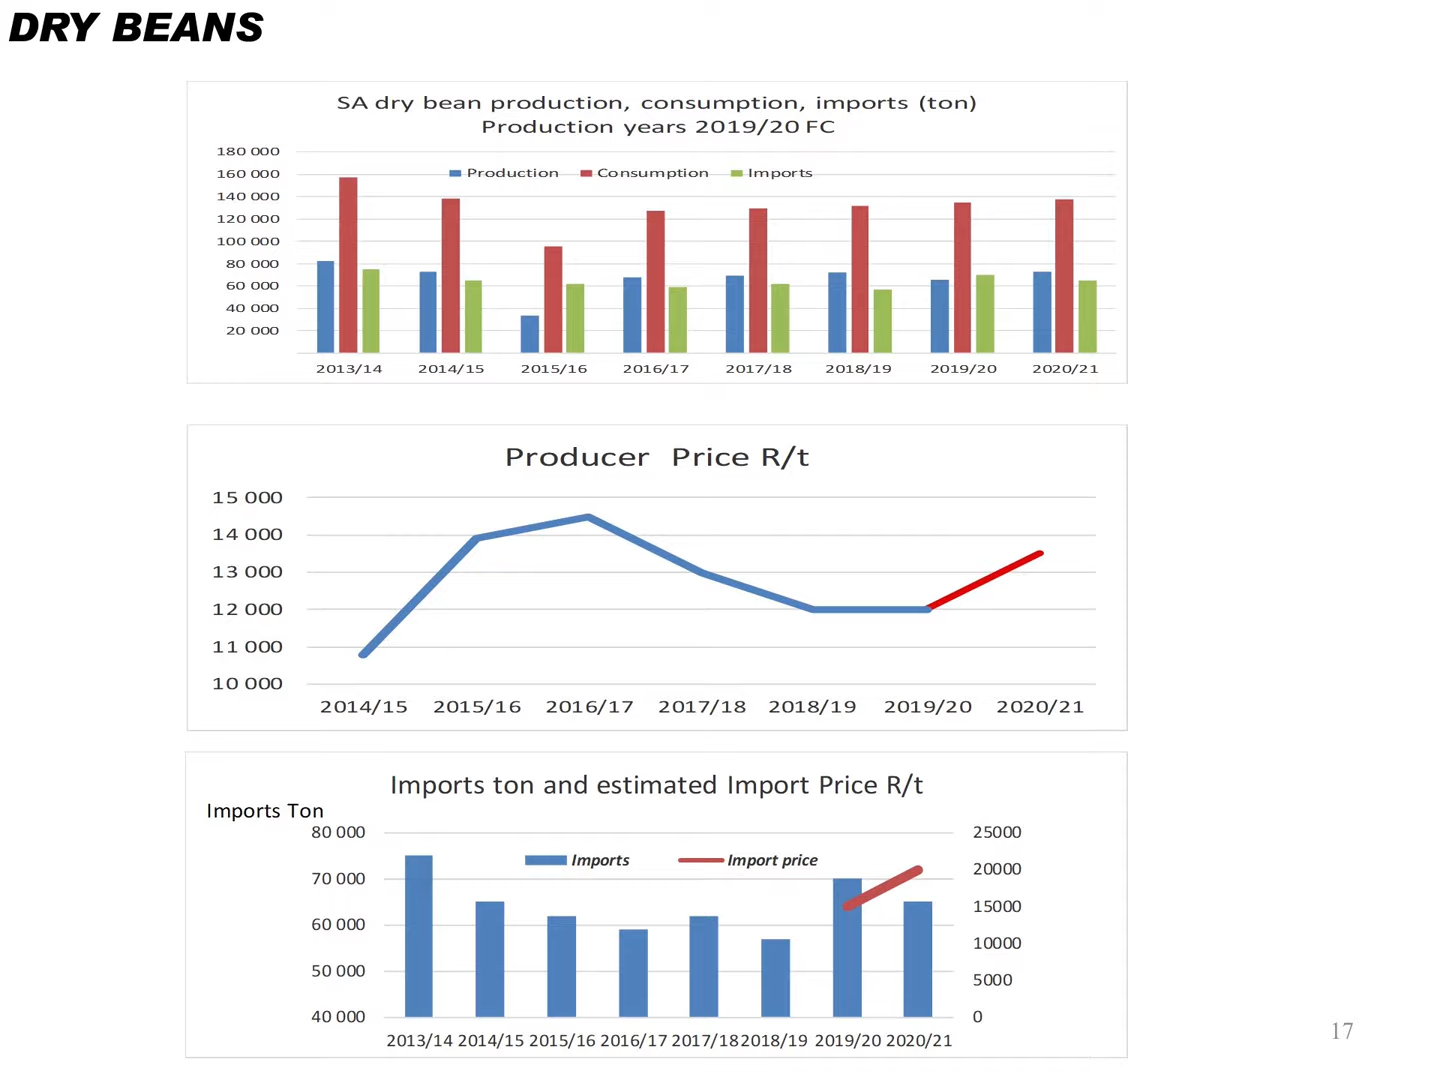 DRY BEANS
SA dry bean production, consumption, imports (ton)
Production years 2019/20 FC
180 000
160 000
140 000
120 000
100 000
80 000
60 000
40 000
20 000
Production Consumption Imports
2013/14 2014/15 2015/16 2016/17 2017/18 2018/19 2019/20 2020/21
Producer Price R/t
15 000
14 000
13 000
12 000
11 000
10 000
2014/15 2015/16 2016/17 2017/18 2018/19 2019/20 2020/21
Imports ton and estimated Import Price R/t
Imports Ton
80 000
70 000
60 000
50 000
40 000
Imports Import price
25000
20000
15000
10000
5000
0
2013/14 2014/15 2015/16 2016/17 2017/18 2018/19 2019/20 2020/21
17